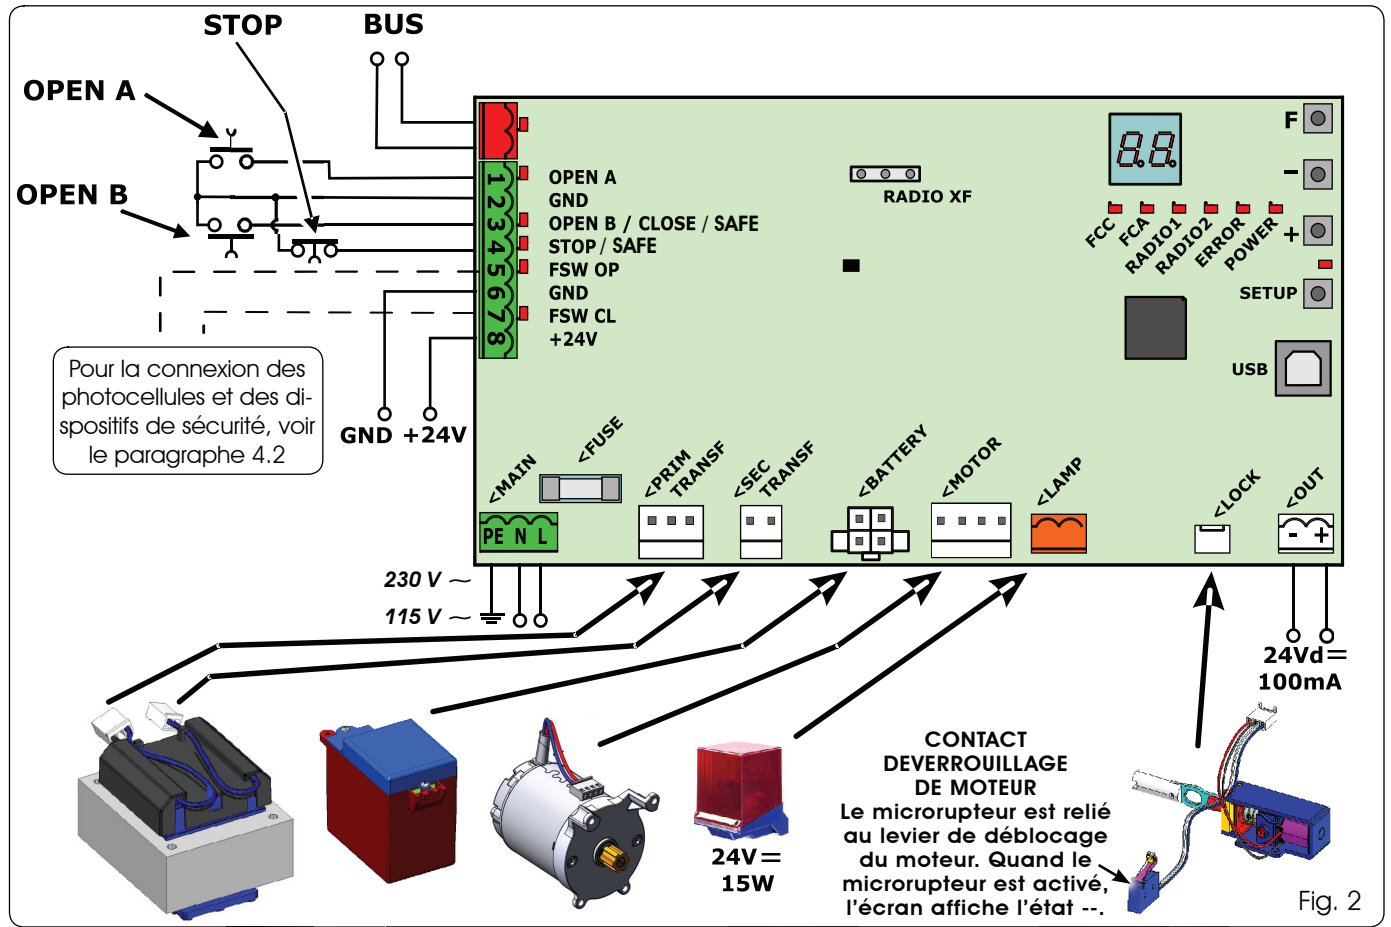 STOP
BUS
OPEN A
OPEN B
1 OPEN A
2 GND
3 OPEN B / CLOSE / SAFE
4 STOP / SAFE
5 FSW OP
6 GND
7 FSW CL
8 +24V
RADIO XF
8.8.
F
-
+
SETUP
USB
FCC
FCA
RADIO1
RADIO2
ERROR
POWER
Pour la connexion des
photocellules et des di-
spositifs de sécurité, voir
le paragraphe 4.2
GND +24V
<MAIN
<FUSE
<PRIM
TRANSF
<SEC
TRANSF
<BATTERY
<MOTOR
<LAMP
<LOCK
<OUT
PE N L
- +
230 V ~
115 V ~
24Vd=
100mA
24V=
15W
CONTACT
DEVERROUILLAGE
DE MOTEUR
Le microrupteur est relié
au levier de déblocage
du moteur. Quand le
microrupteur est activé,
l'écran affiche l'état --.
Fig. 2